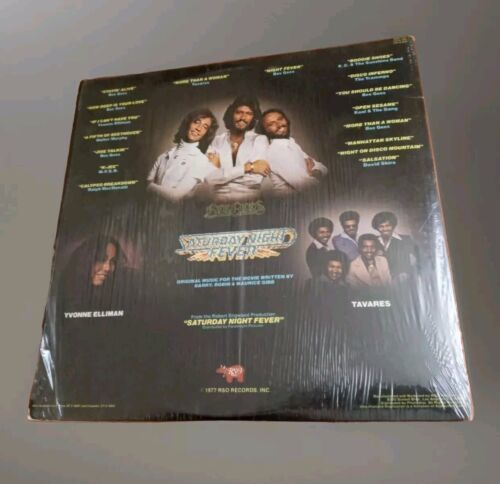 "STAYIN' ALIVE"
Bee Gees
"HOW DEEP IS YOUR LOVE"
Bee Gees
"IF I CAN'T HAVE YOU"
Yvonne Elliman
"A FIFTH OF BEETHOVEN"
Walter Murphy
"JIVE TALKIN'"
Bee Gees
"K-JEE"
M.F.S.B.
"CALYPSO BREAKDOWN"
Ralph MacDonald
"MORE THAN A WOMAN"
Tavares
"NIGHT FEVER"
Bee Gees
"BOOGIE SHOES"
K.C. & The Sunshine Band
"DISCO INFERNO"
The Trammps
"YOU SHOULD BE DANCING"
Bee Gees
"OPEN SESAME"
Kool & The Gang
"MORE THAN A WOMAN"
Bee Gees
"MANHATTAN SKYLINE"
"NIGHT ON DISCO MOUNTAIN"
"SALSATION"
David Shire
BEE GEES
SATURDAY NIGHT
FEVER
ORIGINAL MUSIC FOR THE MOVIE WRITTEN BY
BARRY, ROBIN & MAURICE GIBB
YVONNE ELLIMAN
TAVARES
From the Robert Stigwood Production
"SATURDAY NIGHT FEVER"
Distributed by Paramount Pictures
RSO
©1977 RSO RECORDS, INC.